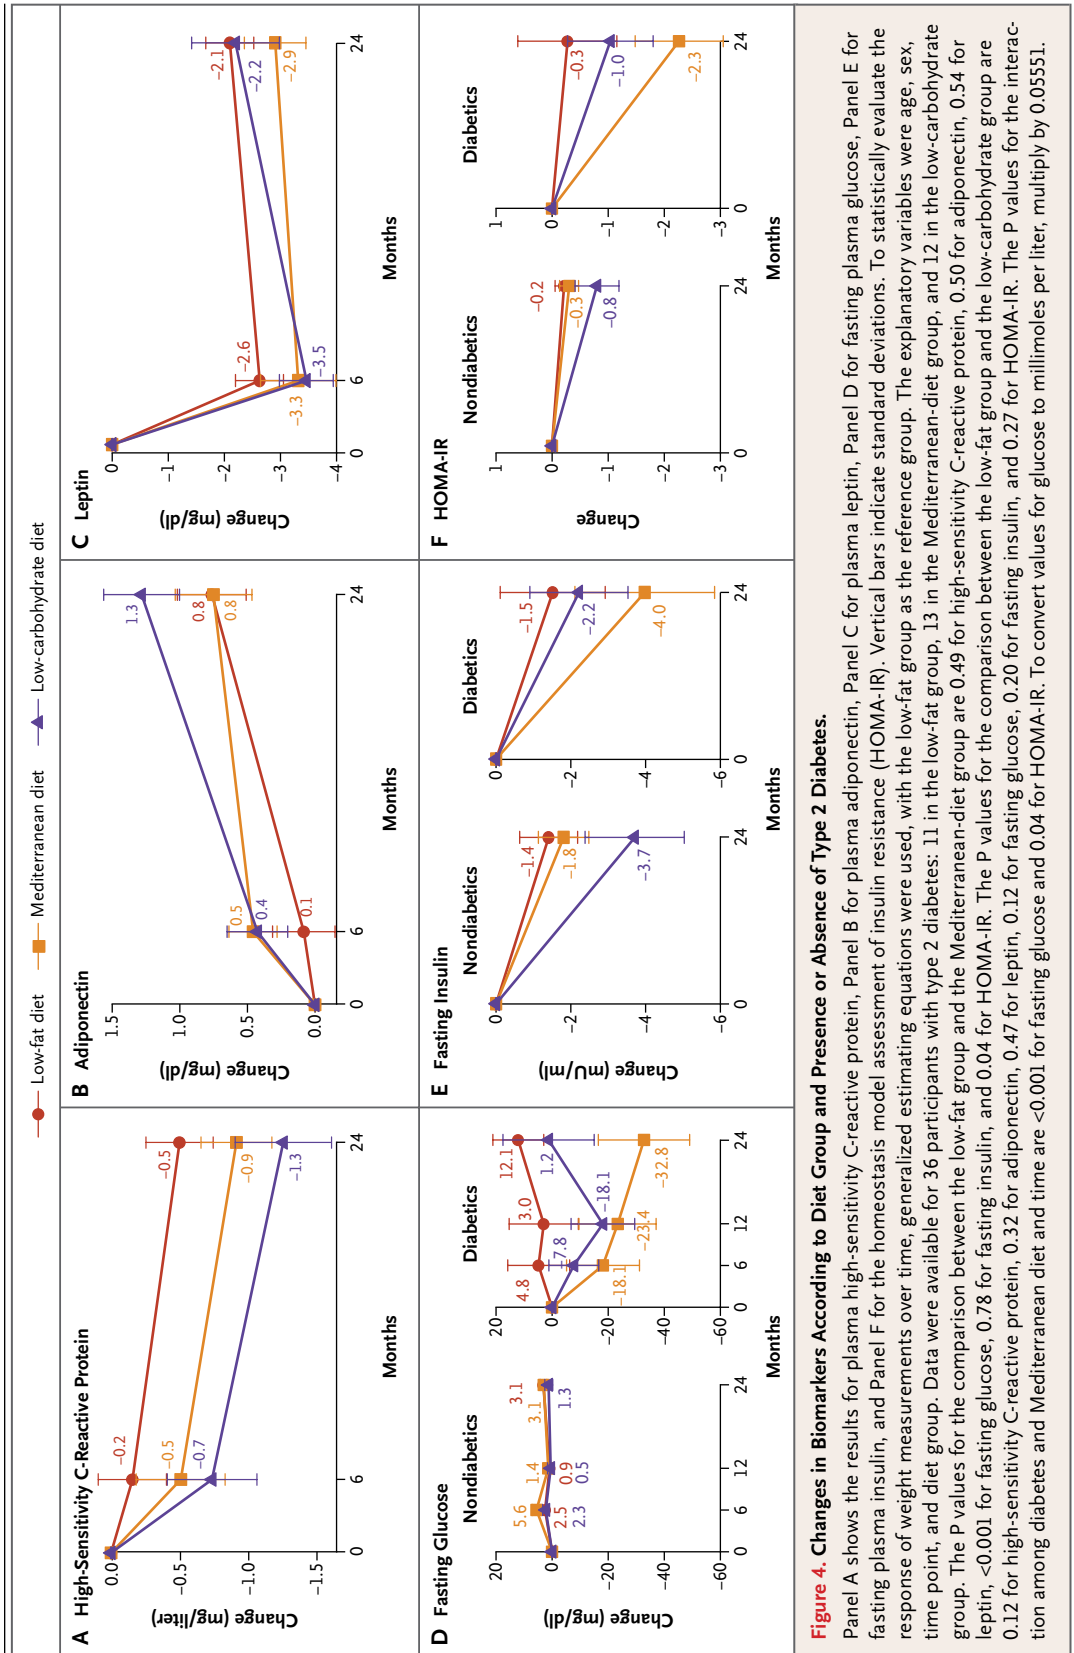 Low-fat diet Mediterranean diet Low-carbohydrate diet
A High-Sensitivity C-Reactive Protein
Change (mg/liter)
0.0
−0.5
−1.0
−1.5
−0.2
−0.5
−0.7
−0.5
−0.9
−1.3
0 6 24
Months
B Adiponectin
Change (mg/dl)
1.5
1.0
0.5
0.0
0.5
0.4
0.1
1.3
0.8
0.8
0 6 24
Months
C Leptin
Change (mg/dl)
0
−1
−2
−3
−4
−2.6
−3.3
−3.5
−2.1
−2.2
−2.9
0 6 24
Months
D Fasting Glucose
Nondiabetics Diabetics
Change (mg/dl)
20
0
−20
−40
−60
5.6
2.5
2.3
1.4
0.9
0.5
3.1
3.1
1.3
0 6 12 24
20
0
−20
−40
−60
4.8
−7.8
−18.1
3.0
−18.1
−23.4
12.1
1.2
−32.8
0 6 12 24
Months
E Fasting Insulin
Nondiabetics Diabetics
Change (mU/ml)
0
−2
−4
−6
−1.4
−1.8
−3.7
0 24
0
−2
−4
−6
−1.5
−2.2
−4.0
0 24
Months
F HOMA-IR
Nondiabetics Diabetics
Change
1
0
−1
−2
−3
−0.2
−0.3
−0.8
0 24
1
0
−1
−2
−3
−0.3
−1.0
−2.3
0 24
Months
Figure 4. Changes in Biomarkers According to Diet Group and Presence or Absence of Type 2 Diabetes.
Panel A shows the results for plasma high-sensitivity C-reactive protein, Panel B for plasma adiponectin, Panel C for plasma leptin, Panel D for fasting plasma glucose, Panel E for
fasting plasma insulin, and Panel F for the homeostasis model assessment of insulin resistance (HOMA-IR). Vertical bars indicate standard deviations. To statistically evaluate the
response of weight measurements over time, generalized estimating equations were used, with the low-fat group as the reference group. The explanatory variables were age, sex,
time point, and diet group. Data were available for 36 participants with type 2 diabetes: 11 in the low-fat group, 13 in the Mediterranean-diet group, and 12 in the low-carbohydrate
group. The P values for the comparison between the low-fat group and the Mediterranean-diet group are 0.49 for high-sensitivity C-reactive protein, 0.50 for adiponectin, 0.54 for
leptin, <0.001 for fasting glucose, 0.78 for fasting insulin, and 0.04 for HOMA-IR. The P values for the comparison between the low-fat group and the low-carbohydrate group are
0.12 for high-sensitivity C-reactive protein, 0.32 for adiponectin, 0.47 for leptin, 0.12 for fasting glucose, 0.20 for fasting insulin, and 0.27 for HOMA-IR. The P values for the interac-
tion among diabetes and Mediterranean diet and time are <0.001 for fasting glucose and 0.04 for HOMA-IR. To convert values for glucose to millimoles per liter, multiply by 0.05551.